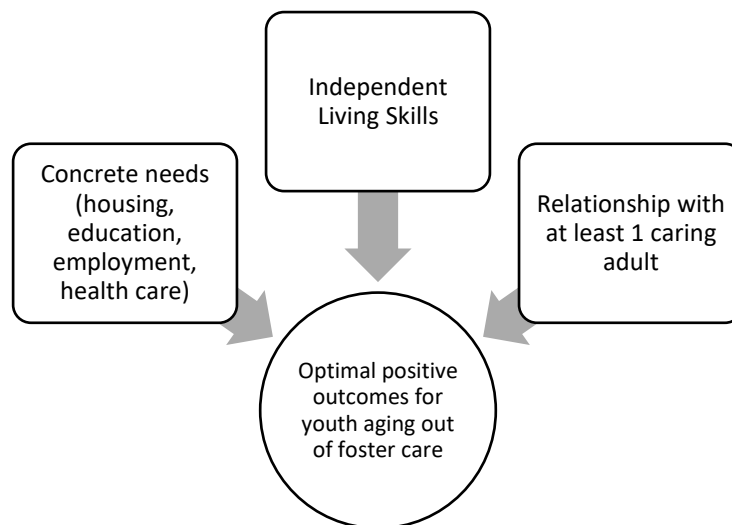 Independent
Living Skills
Concrete needs
(housing,
education,
employment,
health care)
Relationship with
at least 1 caring
adult
Optimal positive
outcomes for
youth aging out
of foster care